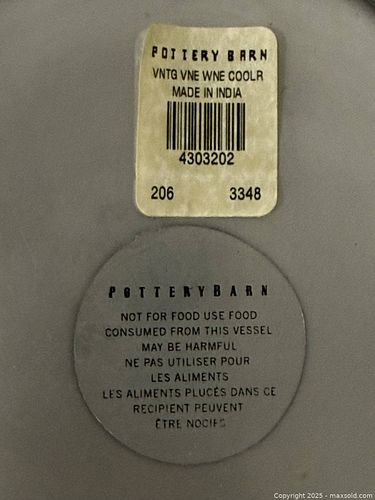 POTTERY BARN
VNTG VNE WNE COOLR
MADE IN INDIA
4303202
206 3348
POTTERYBARN
NOT FOR FOOD USE FOOD
CONSUMED FROM THIS VESSEL
MAY BE HARMFUL
NE PAS UTILISER POUR
LES ALIMENTS
LES ALIMENTS PLUCÉS DANS CE
RECIPIENT PEUVENT
ÊTRE NOCIFS
Copyright 2025 - maxsold.com